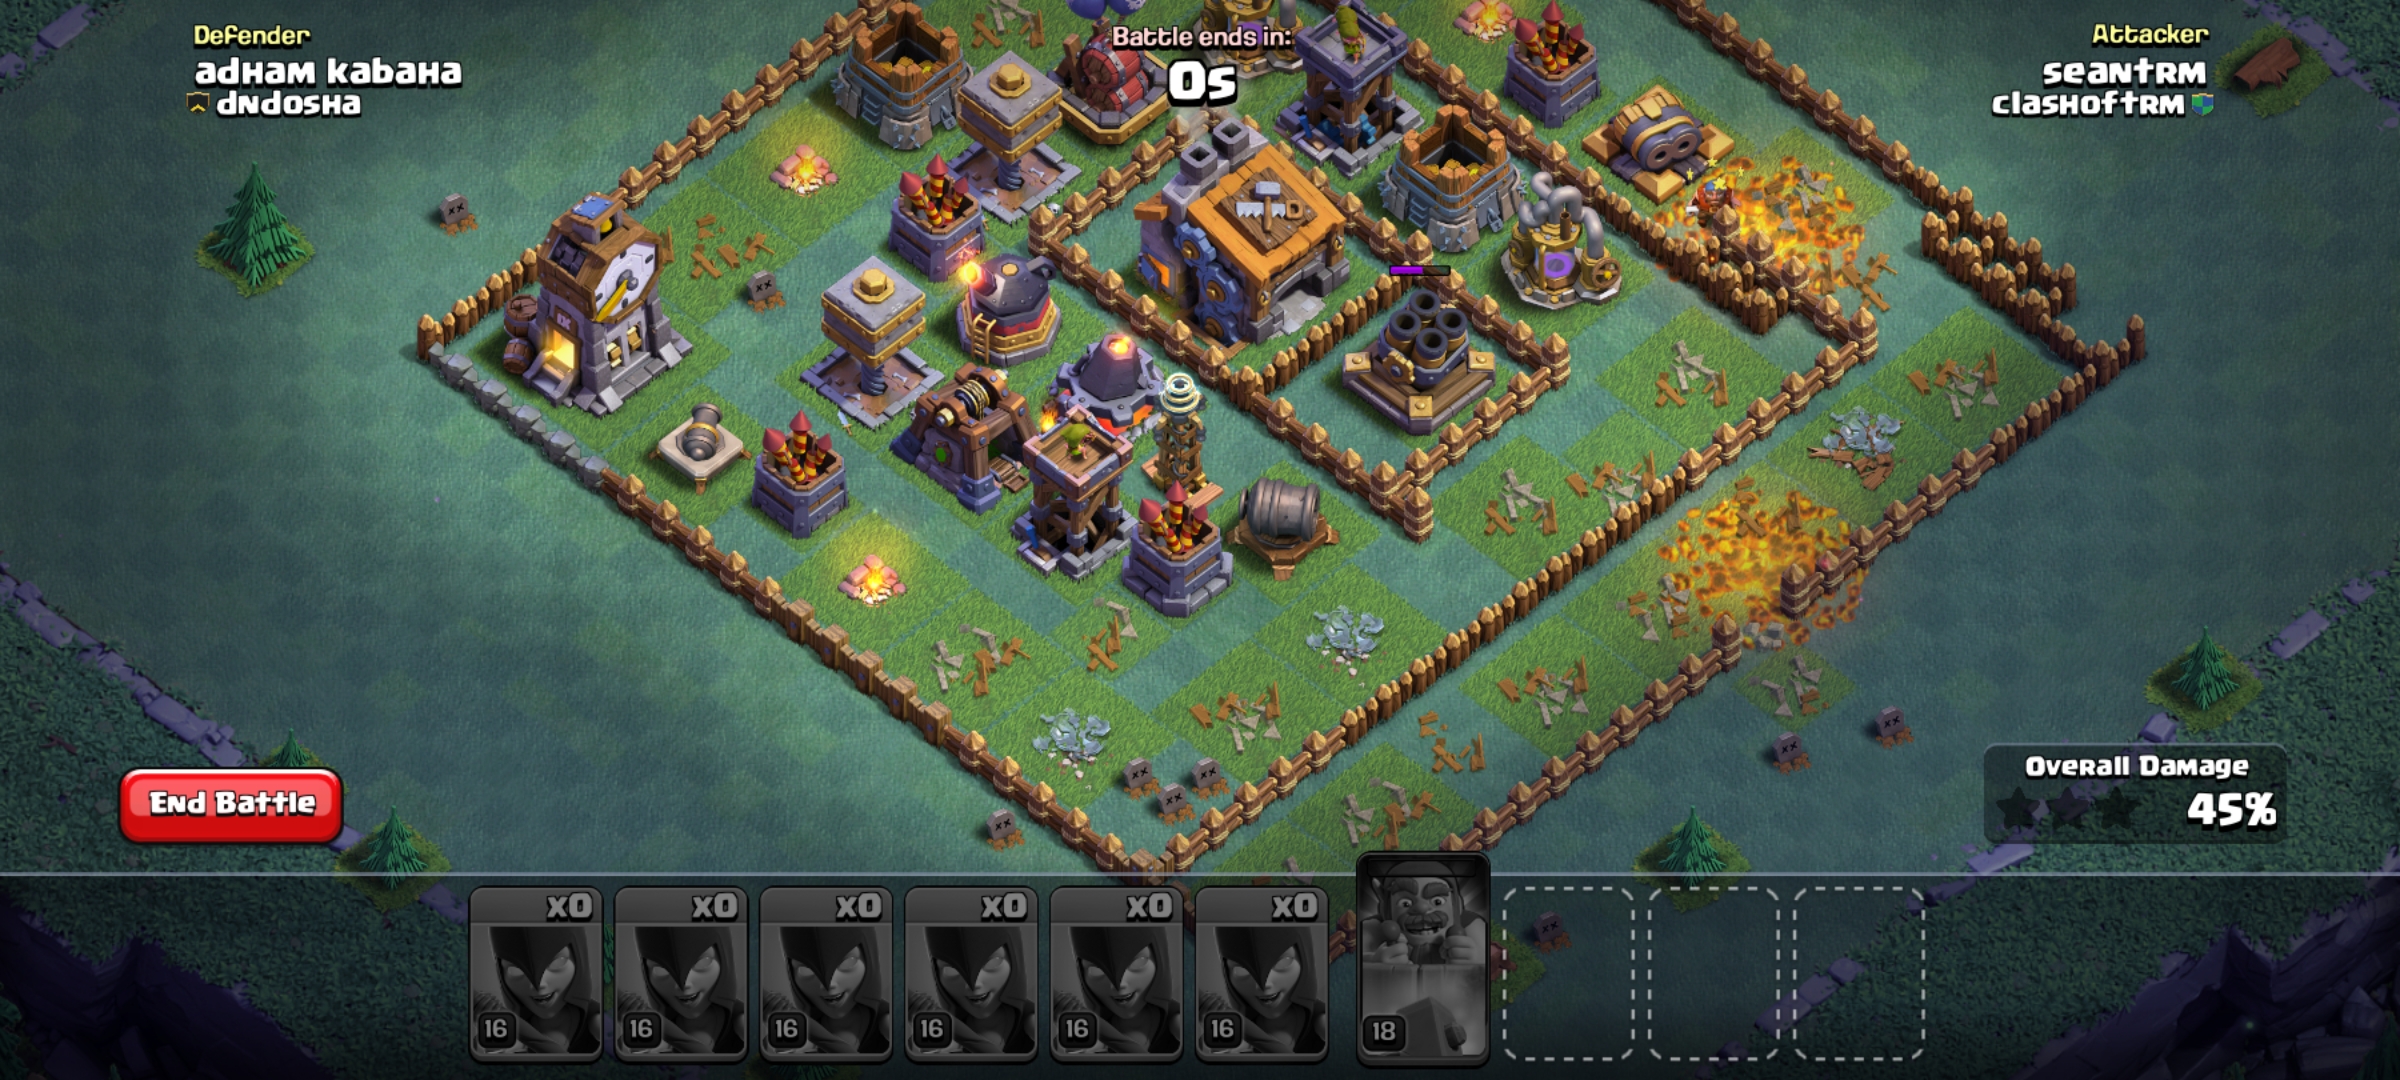 Defender
adham kabaha
dndosha
Battle ends in:
0s
Attacker
seantrm
clashoftrm
End Battle
Overall Damage
45%
x0
x0
x0
x0
x0
x0
16
16
16
16
16
16
18